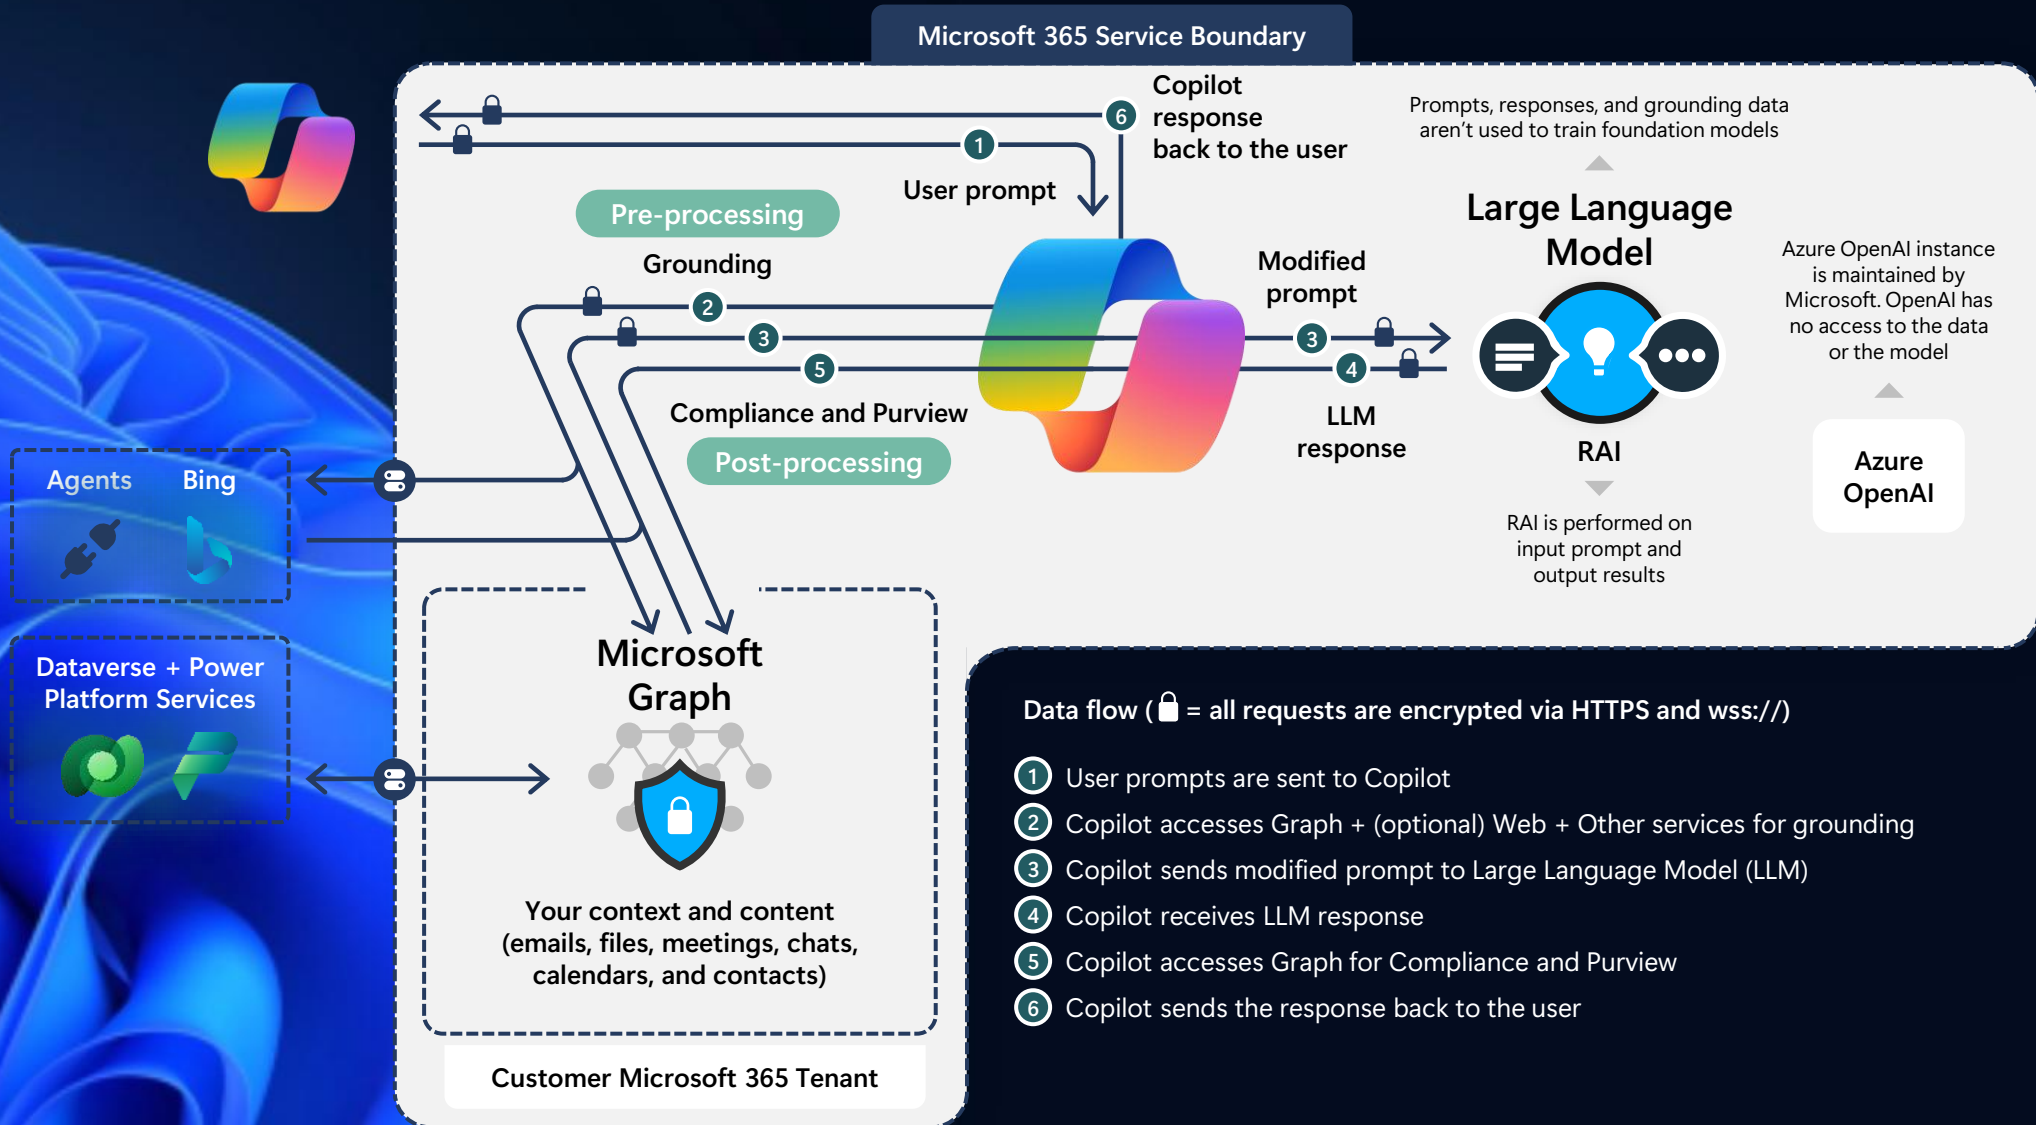 Microsoft 365 Service Boundary
6
Copilot
response
back to the user
1
User prompt
Prompts, responses, and grounding data
aren't used to train foundation models
Large Language
Model
Pre-processing
Grounding
2
3
5
Compliance and Purview
Post-processing
Modified
prompt
3
4
LLM
response
RAI
RAI is performed on
input prompt and
output results
Azure OpenAI instance
is maintained by
Microsoft. OpenAI has
no access to the data
or the model
Azure
OpenAI
Agents
Bing
Dataverse + Power
Platform Services
Microsoft
Graph
Your context and content
(emails, files, meetings, chats,
calendars, and contacts)
Customer Microsoft 365 Tenant
Data flow ( = all requests are encrypted via HTTPS and wss://)
1 User prompts are sent to Copilot
2 Copilot accesses Graph + (optional) Web + Other services for grounding
3 Copilot sends modified prompt to Large Language Model (LLM)
4 Copilot receives LLM response
5 Copilot accesses Graph for Compliance and Purview
6 Copilot sends the response back to the user